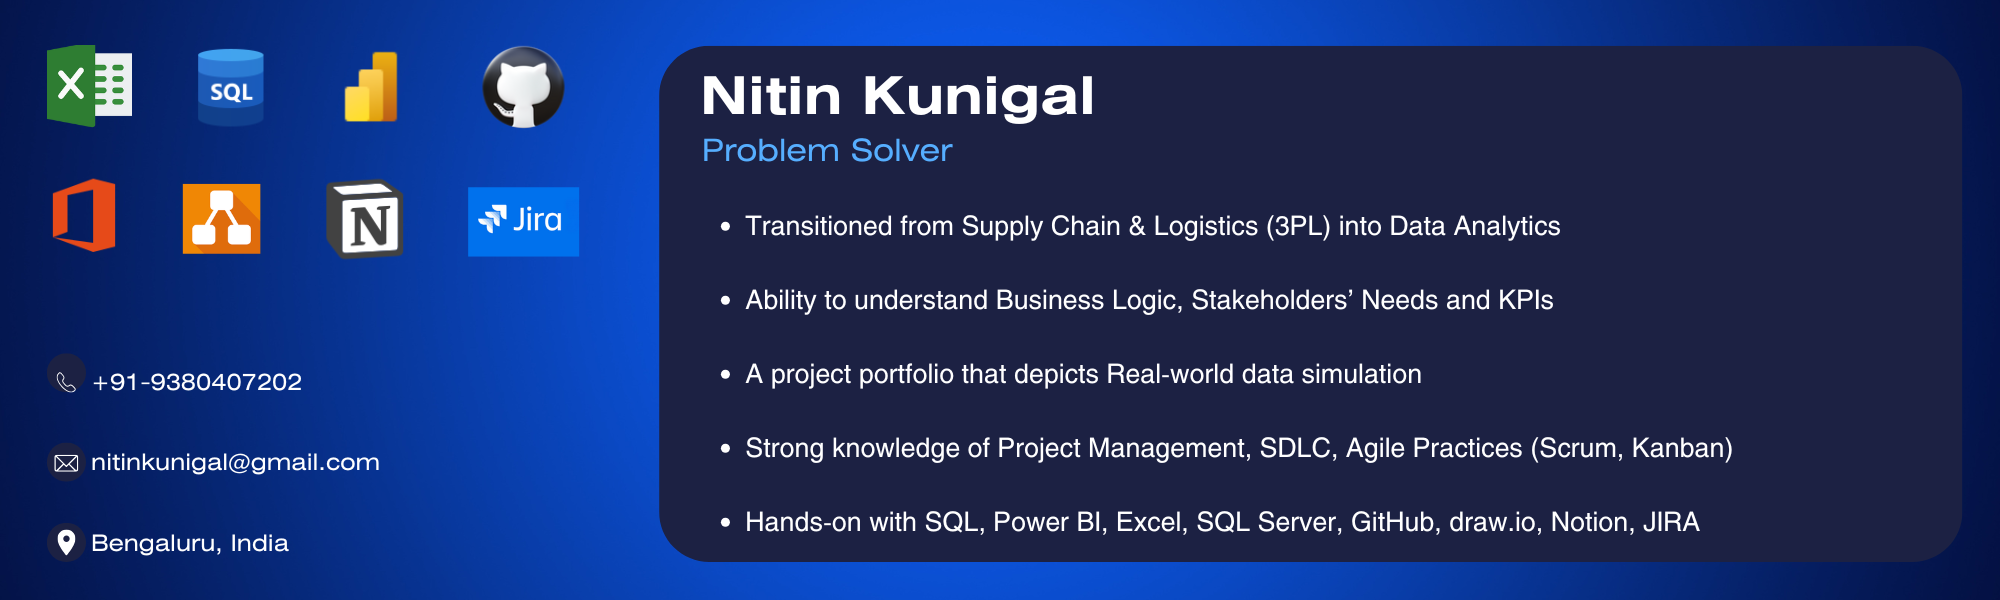 X
SQL
N
Jira
+91-9380407202
nitinkunigal@gmail.com
Bengaluru, India
Nitin Kunigal
Problem Solver
• Transitioned from Supply Chain & Logistics (3PL) into Data Analytics
• Ability to understand Business Logic, Stakeholders’ Needs and KPIs
• A project portfolio that depicts Real-world data simulation
• Strong knowledge of Project Management, SDLC, Agile Practices (Scrum, Kanban)
• Hands-on with SQL, Power BI, Excel, SQL Server, GitHub, draw.io, Notion, JIRA